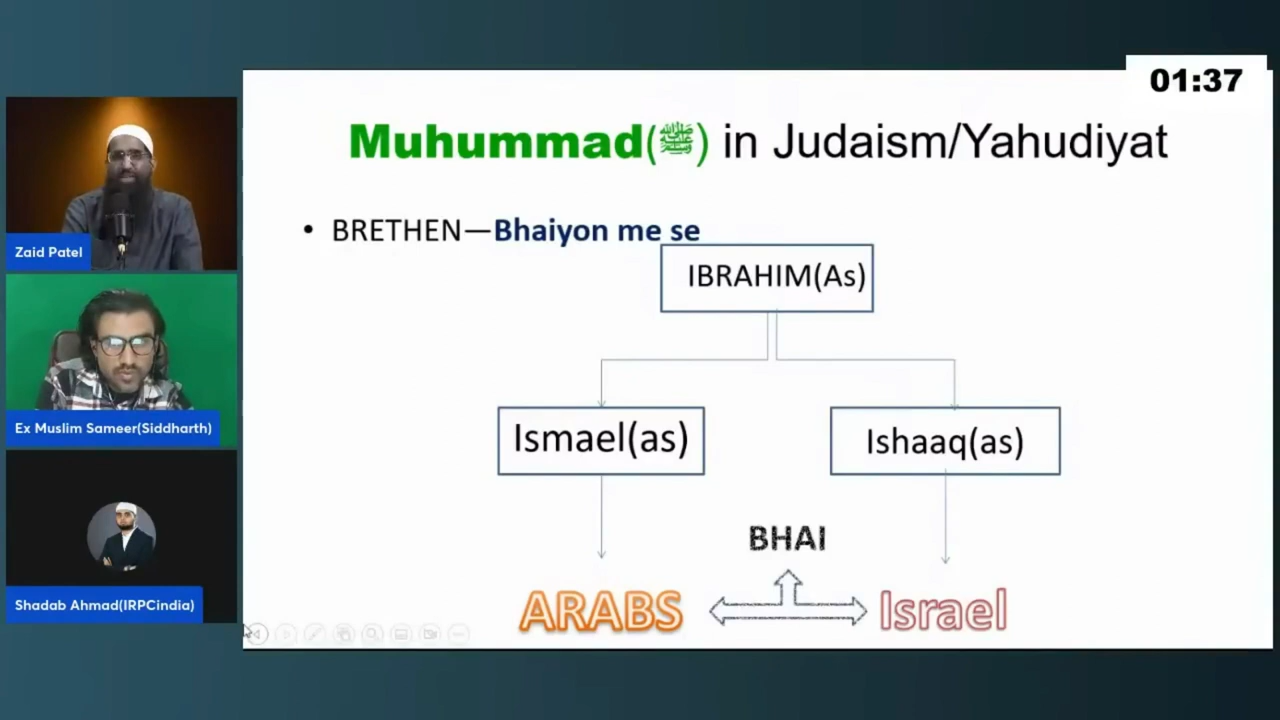 01:37
Muhummad(ﷺ) in Judaism/Yahudiyat
• BRETHEN—Bhaiyon me se
IBRAHIM(As)
Ismael(as)
Ishaaq(as)
BHAI
ARABS
Israel
Zaid Patel
Ex Muslim Sameer(Siddharth)
Shadab Ahmad(IRPCindia)